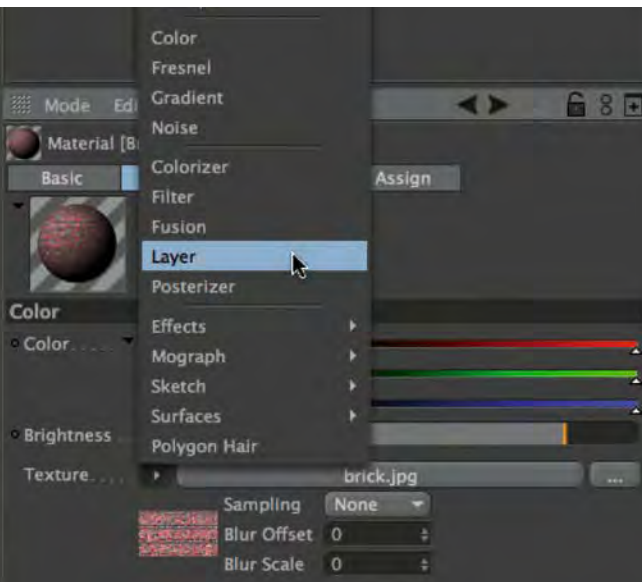 Color
Fresnel
Gradient
Noise
Mode Edi
Material [B
Basic
Assign
Colorizer
Filter
Fusion
Layer
Posterizer
Effects
Mograph
Sketch
Surfaces
Polygon Hair
Color
Color.....
Brightness
Texture.... brick.jpg ...
Sampling None
Blur Offset 0
Blur Scale 0